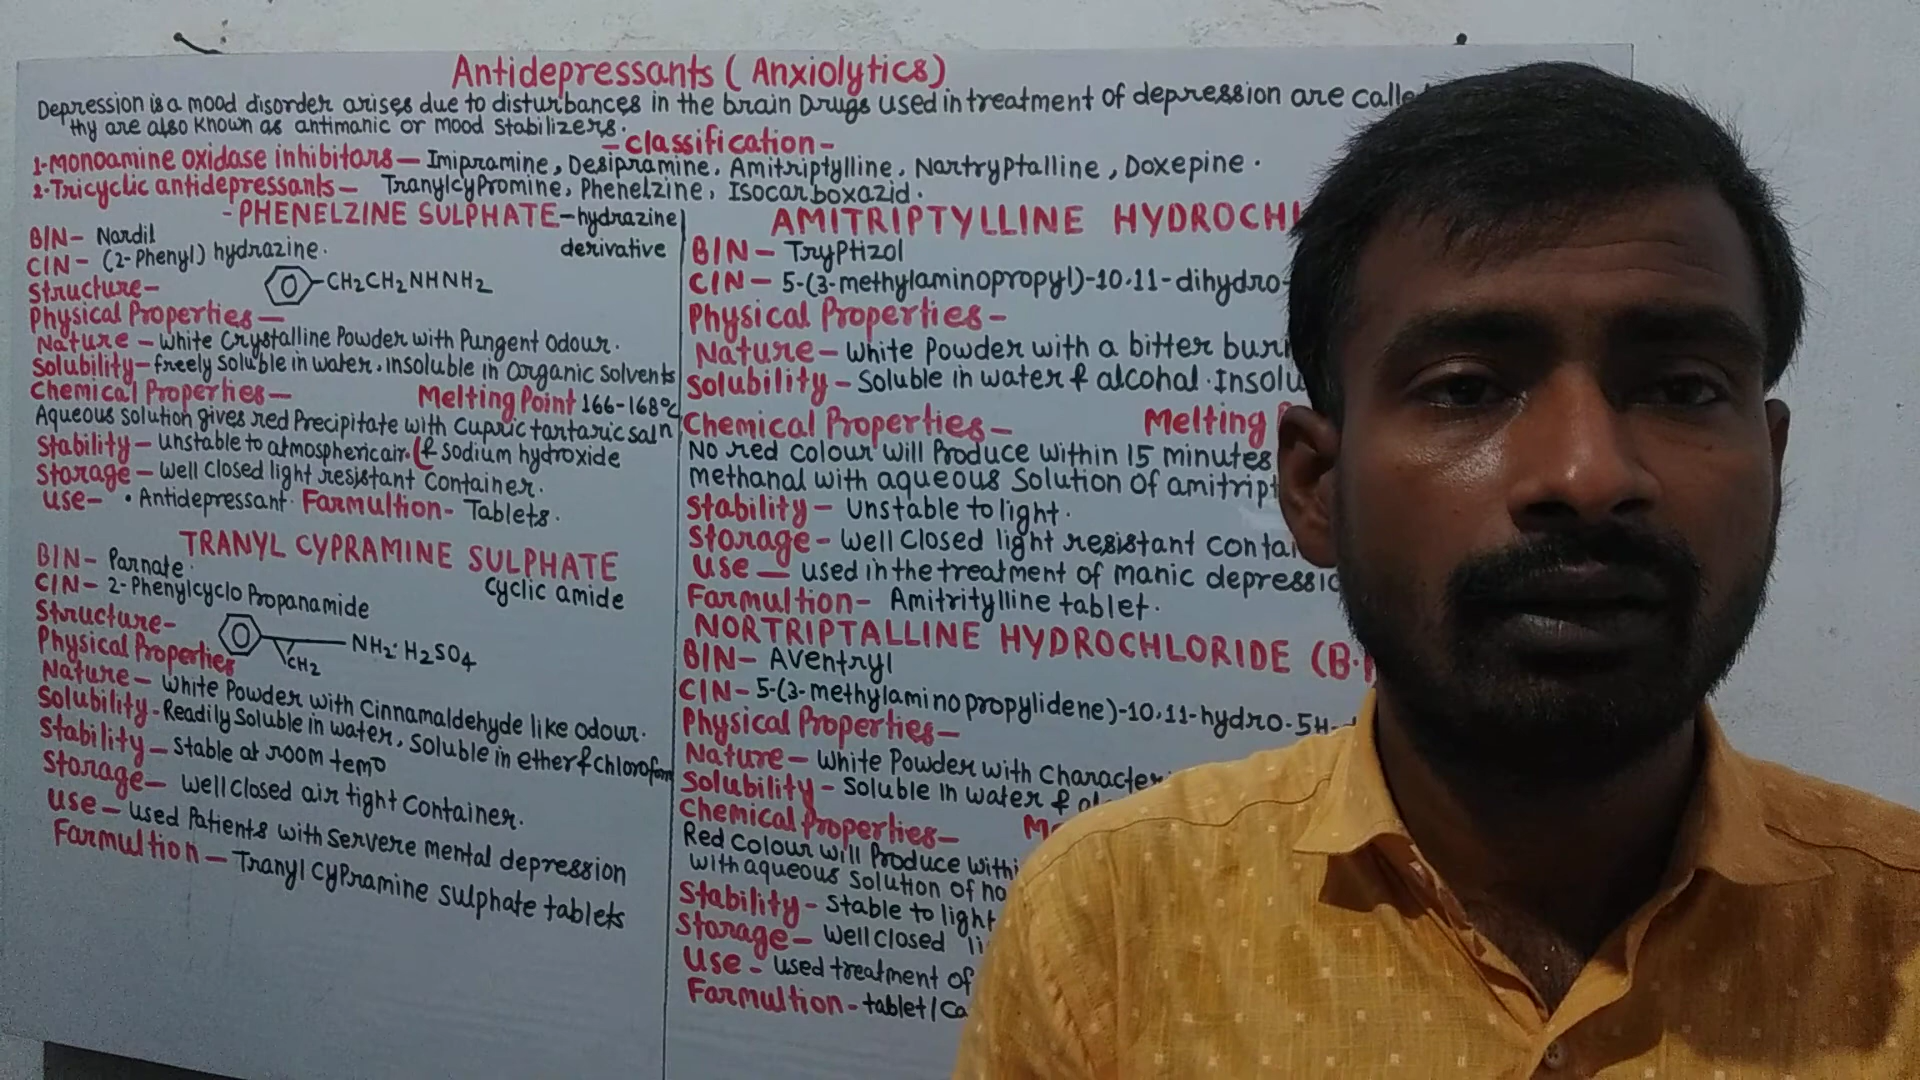 Antidepressants (Anxiolytics)
Depression is a mood disorder arises due to disturbances in the brain Drugs used in treatment of depression are calle
thy are also known as antimanic or mood stabilizers.
-classification-
1-Monoamine oxidase inhibitors- Imipramine, Desipramine, Amitriptylline, Nartryptalline, Doxepine.
2-Tricyclic antidepressants- Tranylcypromine, Phenelzine, Isocarboxazid.
-PHENELZINE SULPHATE-hydrazine
derivative
BIN- Nardil
CIN- (2-Phenyl) hydrazine.
Structure-
-CH2CH2NHNH2
Physical Properties-
Nature - White Crystalline Powder with Pungent odour.
Solubility- freely soluble in water, insoluble in organic solvents
Chemical Properties- Melting Point 166-168°C
Aqueous solution gives red Precipitate with Cupric tartaric saln
Stability- unstable to atmospheric air (& sodium hydroxide
Storage - Well Closed light resistant Container.
Use- • Antidepressant. Farmultion- Tablets.
TRANYL CYPRAMINE SULPHATE
BIN- Parnate
Cyclic amide
CIN- 2-Phenylcyclo Propanamide
Structure-
NH2·H2SO4
CH2
Physical Properties
Nature- White Powder with Cinnamaldehyde like odour.
Solubility-Readily Soluble in water, Soluble in ether & chloroform
Stability- Stable at room temp
Storage- Well Closed air tight Container.
Use- used Patients with servere mental depression
Farmultion- Tranyl cypramine sulphate tablets
AMITRIPTYLLINE HYDROCHL
BIN- Tryptizol
CIN- 5-(3-methylaminopropyl)-10.11-dihydro-
Physical Properties-
Nature- White Powder with a bitter burn
Solubility- Soluble in water & alcohal. Insolu
Chemical Properties- Melting
No red colour will Produce within 15 minutes
methanal with aqueous Solution of amitript
Stability- Unstable to light.
Storage- Well Closed light resistant contai
Use- used in the treatment of manic depressio
Farmultion- Amitritylline tablet.
NORTRIPTALLINE HYDROCHLORIDE (B.
BIN- Aventryl
CIN- 5-(3-methylaminopropylidene)-10.11-hydro.5H-
Physical Properties-
Nature- White Powder with Character
Solubility- Soluble in water &
Chemical Properties-
Red Colour will Produce withi
with aqueous solution of no
Stability- Stable to light
Storage- Well closed li
Use- used treatment of
Farmultion- tablet/Ca